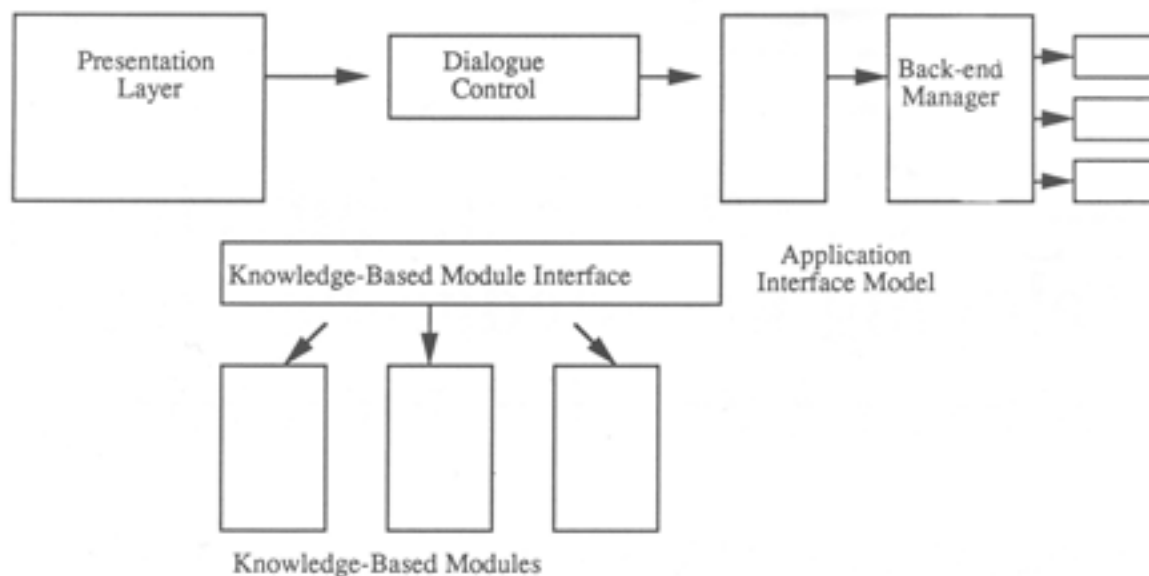 Presentation
Layer
Dialogue
Control
Back-end
Manager
Knowledge-Based Module Interface
Application
Interface Model
Knowledge-Based Modules